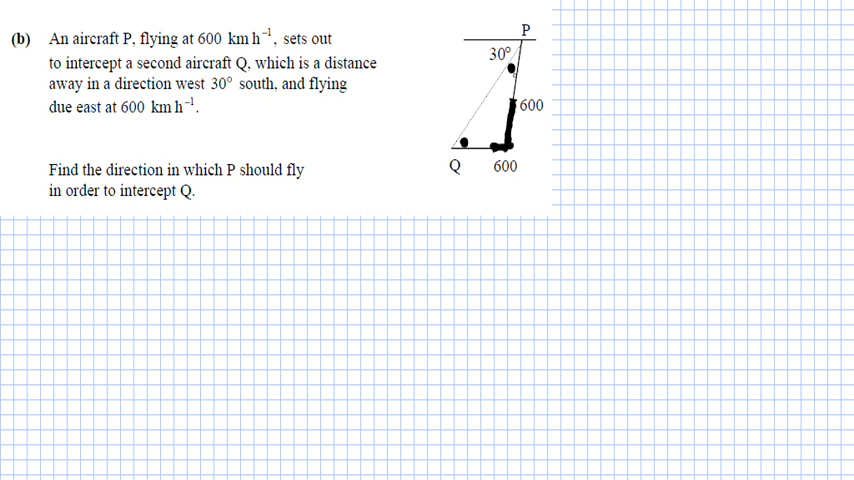 (b) An aircraft P, flying at 600 km h⁻¹, sets out
to intercept a second aircraft Q, which is a distance
away in a direction west 30° south, and flying
due east at 600 km h⁻¹.
Find the direction in which P should fly
in order to intercept Q.
P
30°
600
Q 600